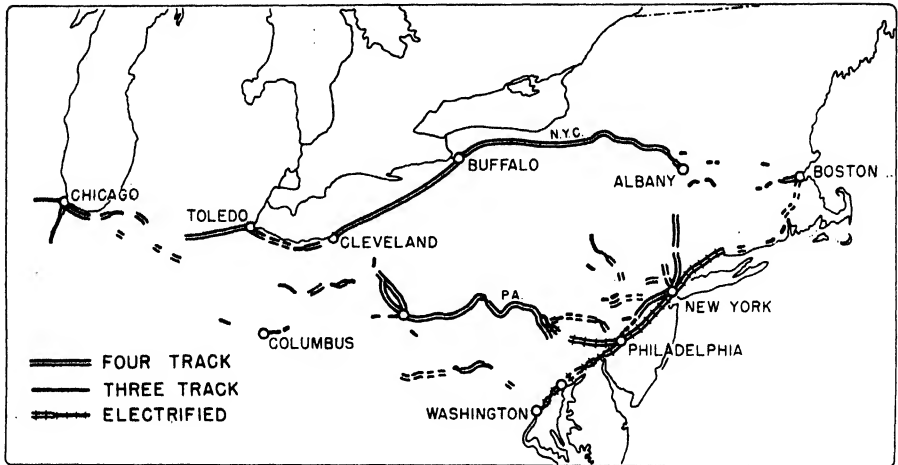 N.Y.C.
BUFFALO
ALBANY
BOSTON
CHICAGO
TOLEDO
CLEVELAND
PA.
NEW YORK
COLUMBUS
PHILADELPHIA
WASHINGTON
FOUR TRACK
THREE TRACK
ELECTRIFIED